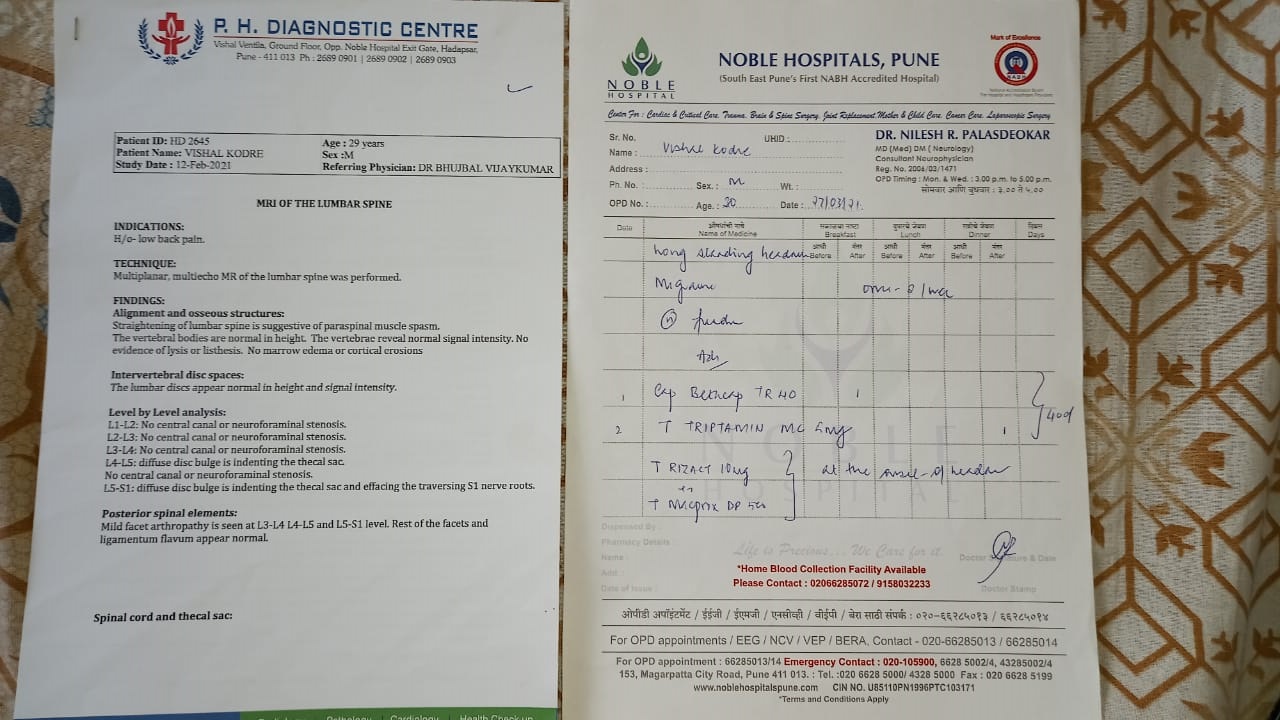 P. H. DIAGNOSTIC CENTRE
Vishal Ventila, Ground Floor, Opp. Noble Hospital Exit Gate, Hadapsar,
Pune - 411 013 Ph : 2689 0901 | 2689 0902 | 2689 0903
Patient ID: HD 2645
Age : 29 years
Patient Name: VISHAL KODRE
Sex :M
Study Date : 12-Feb-2021
Referring Physician: DR BHUJBAL VIJAYKUMAR
MRI OF THE LUMBAR SPINE
INDICATIONS:
H/o- low back pain.
TECHNIQUE:
Multiplanar, multiecho MR of the lumbar spine was performed.
FINDINGS:
Alignment and osseous structures:
Straightening of lumbar spine is suggestive of paraspinal muscle spasm.
The vertebral bodies are normal in height. The vertebrae reveal normal signal intensity. No
evidence of lysis or listhesis. No marrow edema or cortical erosions
Intervertebral disc spaces:
The lumbar discs appear normal in height and signal intensity.
Level by Level analysis:
L1-L2: No central canal or neuroforaminal stenosis.
L2-L3: No central canal or neuroforaminal stenosis.
L3-L4: No central canal or neuroforaminal stenosis.
L4-L5: diffuse disc bulge is indenting the thecal sac.
No central canal or neuroforaminal stenosis.
L5-S1: diffuse disc bulge is indenting the thecal sac and effacing the traversing S1 nerve roots.
Posterior spinal elements:
Mild facet arthropathy is seen at L3-L4 L4-L5 and L5-S1 level. Rest of the facets and
ligamentum flavum appear normal.
Spinal cord and thecal sac:
NOBLE
HOSPITAL
NOBLE HOSPITALS, PUNE
(South East Pune's First NABH Accredited Hospital)
Mark of Excellence
NABH
Center For : Cardiac & Critical Care, Trauma, Brain & Spine Surgery, Joint Replacement, Mother & Child Care, Cancer Care, Laparoscopic Surgery
Sr. No.
UHID :
DR. NILESH R. PALASDEOKAR
MD (Med) DM (Neurology)
Consultant Neurophysician
Reg. No. 2006/03/1471
OPD Timing : Mon. & Wed. : 3.00 p.m. to 5.00 p.m.
सोमवार आणि बुधवार : ३.०० ते ५.००
Name : Vishal Kodre
Address :
Ph. No. : Sex. : M Wt. :
OPD No. : Age. : 30 Date :
Date
औषधांची नावे
Name of Medicine
सकाळचा नाष्टा
Breakfast
दुपारचे जेवण
Lunch
रात्रीचे जेवण
Dinner
दिवस
Days
आधी Before
नंतर After
आधी Before
नंतर After
आधी Before
नंतर After
Long standing headache
Migraine
1 Cap Betacap TR 40 1
2 T TRIPTAMIN MC 5mg 1
40d
T RIZACT 10mg at the onset of headache
or
T DP
NOBLE
HOSPITAL
Dispensed By :
Pharmacy Details :
Name :
Add :
Date of Issue :
Life is Precious... We Care for it.
Doctor Signature & Date
Doctor Stamp
*Home Blood Collection Facility Available
Please Contact : 02066285072 / 9158032233
ओपीडी अपॉइंटमेंट / ईईजी / ईएमजी / एनसीव्ही / वीईपी / बेरा साठी संपर्क : ०२०-६६२८५०१३ / ६६२८५०१४
For OPD appointments / EEG / NCV / VEP / BERA, Contact - 020-66285013 / 66285014
For OPD appointment : 66285013/14 Emergency Contact : 020-105900, 6628 5002/4, 43285002/4
153, Magarpatta City Road, Pune 411 013. : Tel. :020 6628 5000/ 4328 5000 Fax : 020 6628 5199
www.noblehospitalspune.com CIN NO. U85110PN1996PTC103171
*Terms and Conditions Apply